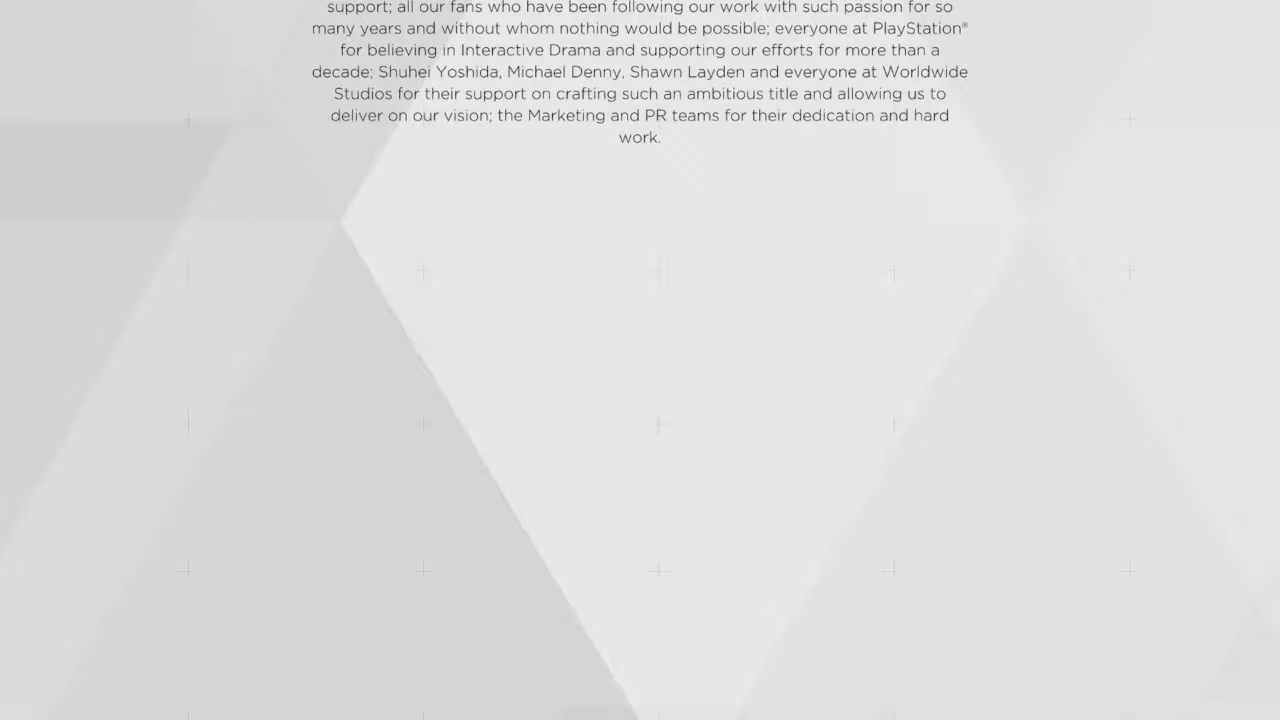 support; all our fans who have been following our work with such passion for so
many years and without whom nothing would be possible; everyone at PlayStation®
for believing in Interactive Drama and supporting our efforts for more than a
decade; Shuhei Yoshida, Michael Denny, Shawn Layden and everyone at Worldwide
Studios for their support on crafting such an ambitious title and allowing us to
deliver on our vision; the Marketing and PR teams for their dedication and hard
work.